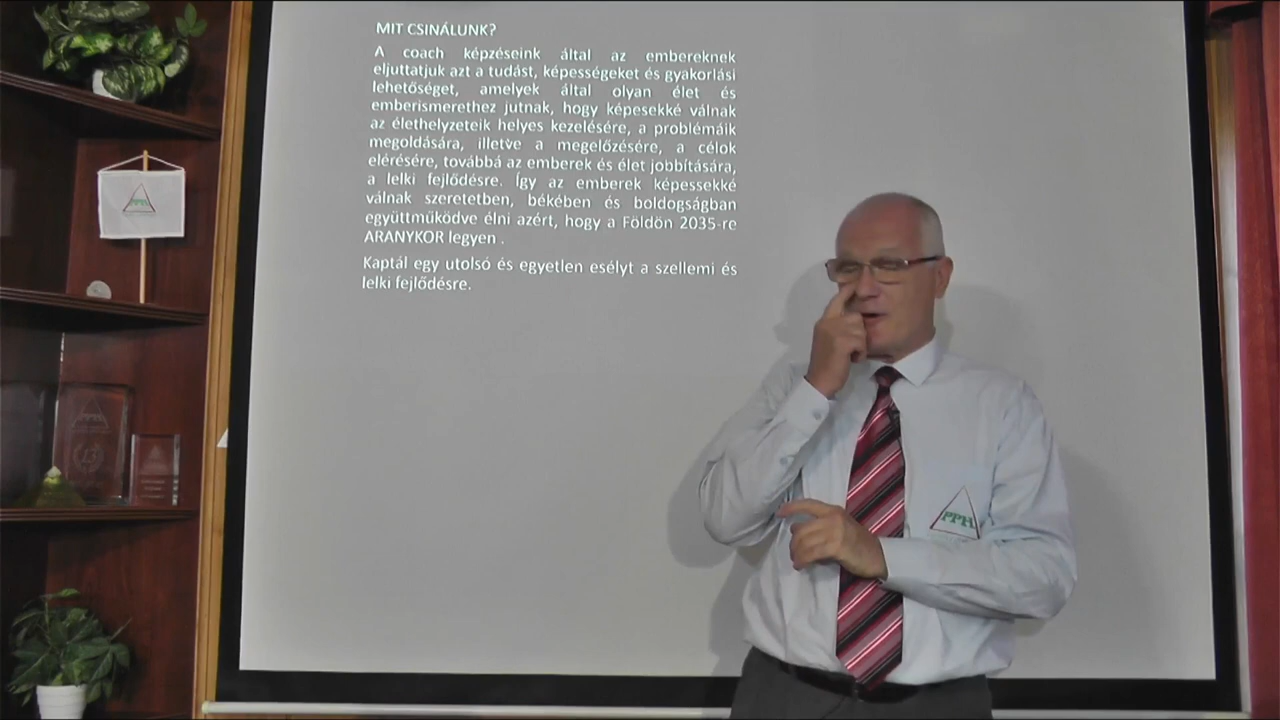 MIT CSINÁLUNK?
A coach képzéseink által az embereknek
eljuttatjuk azt a tudást, képességeket és gyakorlási
lehetőséget, amelyek által olyan élet és
emberismerethez jutnak, hogy képesekké válnak
az élethelyzeteik helyes kezelésére, a problémáik
megoldására, illetve a megelőzésére, a célok
elérésére, továbbá az emberek és élet jobbítására,
a lelki fejlődésre. Így az emberek képessekké
válnak szeretetben, békében és boldogságban
együttműködve élni azért, hogy a Földön 2035-re
ARANYKOR legyen .
Kaptál egy utolsó és egyetlen esélyt a szellemi és
lelki fejlődésre.
PPH
PPH
13